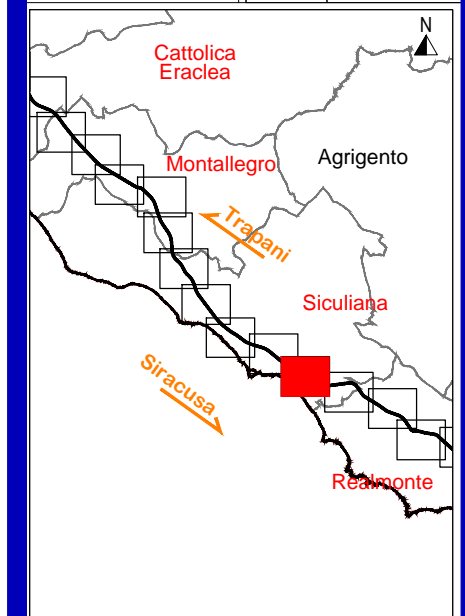 N
Cattolica
Eraclea
Montallegro
Agrigento
Trapani
Siculiana
Siracusa
Realmonte